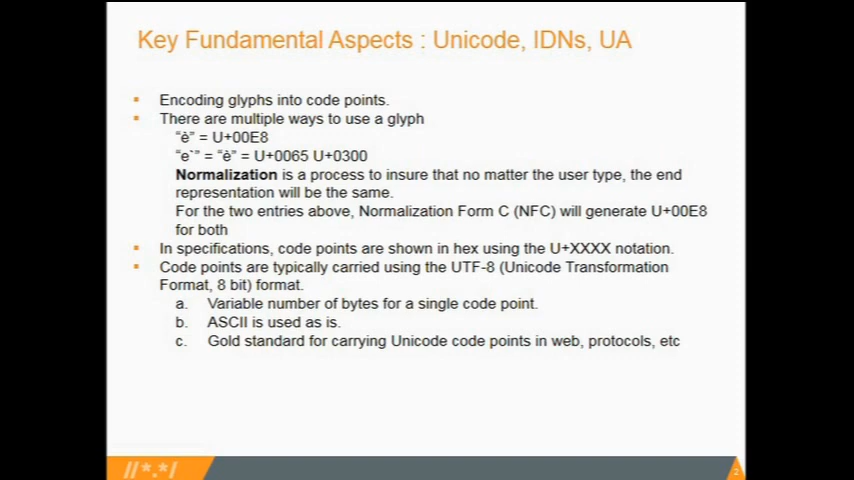 Key Fundamental Aspects : Unicode, IDNs, UA
Encoding glyphs into code points.
There are multiple ways to use a glyph
“è” = U+00E8
“e`” = “è” = U+0065 U+0300
Normalization is a process to insure that no matter the user type, the end
representation will be the same.
For the two entries above, Normalization Form C (NFC) will generate U+00E8
for both
In specifications, code points are shown in hex using the U+XXXX notation.
Code points are typically carried using the UTF-8 (Unicode Transformation
Format, 8 bit) format.
a. Variable number of bytes for a single code point.
b. ASCII is used as is.
c. Gold standard for carrying Unicode code points in web, protocols, etc
//*.*/
2